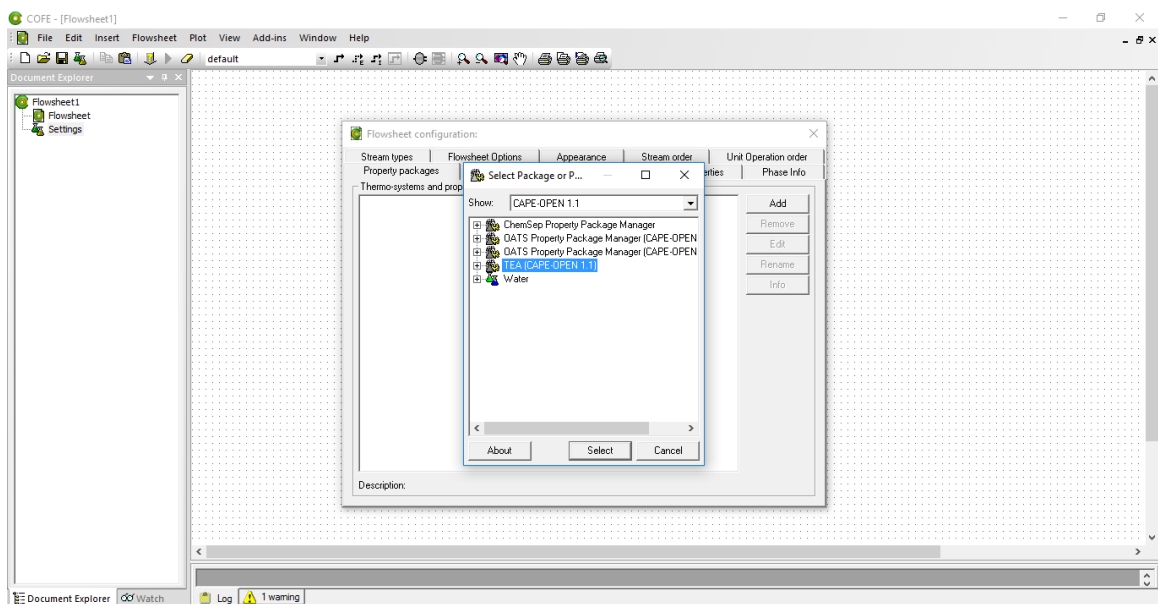 COFE - [Flowsheet1]
File Edit Insert Flowsheet Plot View Add-ins Window Help
default
Document Explorer
Flowsheet1
Flowsheet
Settings
Flowsheet configuration:
Stream types Flowsheet Options Appearance Stream order Unit Operation order
Property packages Phase Info
Thermo-systems and prop
Select Package or P...
Show: CAPE-OPEN 1.1
ChemSep Property Package Manager
OATS Property Package Manager (CAPE-OPEN
OATS Property Package Manager (CAPE-OPEN
TEA (CAPE-OPEN 1.1)
Water
About Select Cancel
Add
Remove
Edit
Rename
Info
Description:
Document Explorer Watch
Log 1 warning